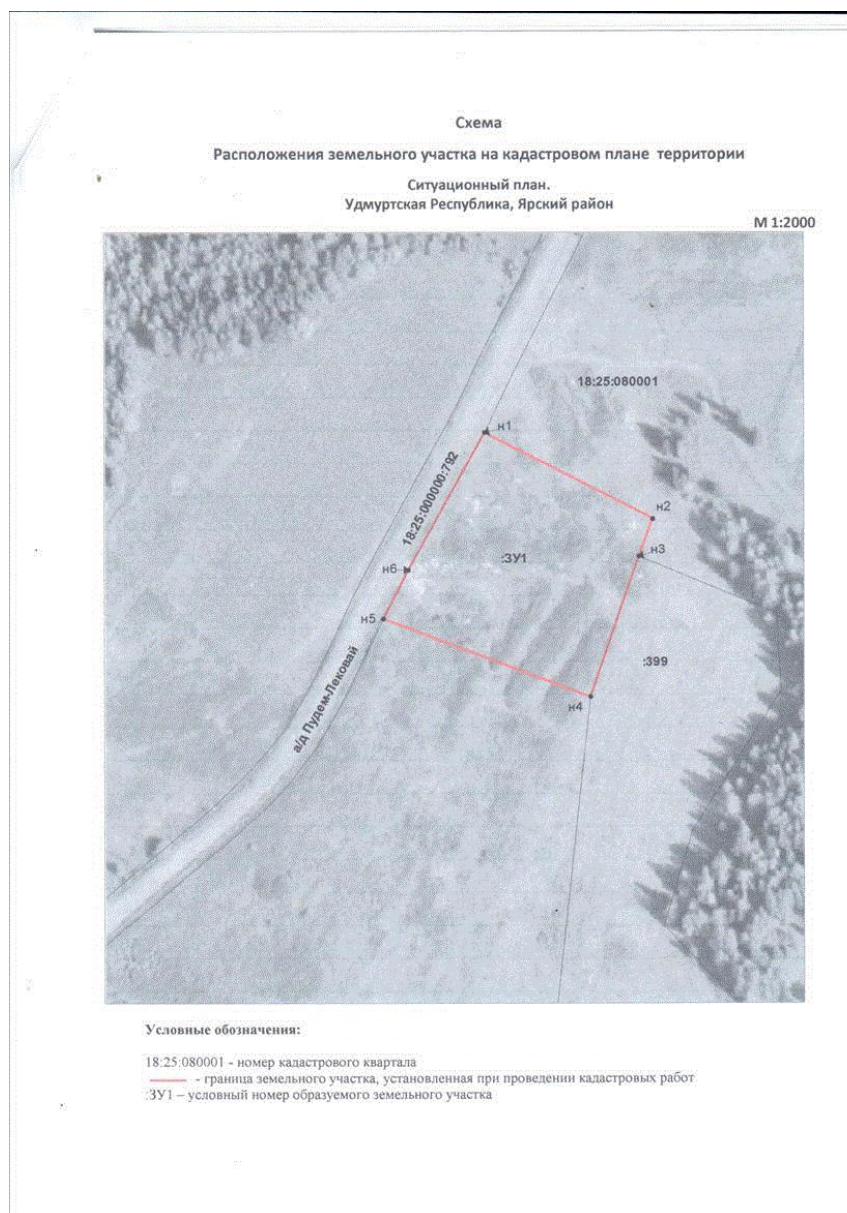 Схема
Расположения земельного участка на кадастровом плане территории
Ситуационный план.
Удмуртская Республика, Ярский район
М 1:2000
18:25:080001
н1
18:25:000000:792
н2
н3
:ЗУ1
н6
н5
:399
н4
а/д Пудем-Лековай
Условные обозначения:
18:25:080001 - номер кадастрового квартала
- граница земельного участка, установленная при проведении кадастровых работ
:ЗУ1 – условный номер образуемого земельного участка